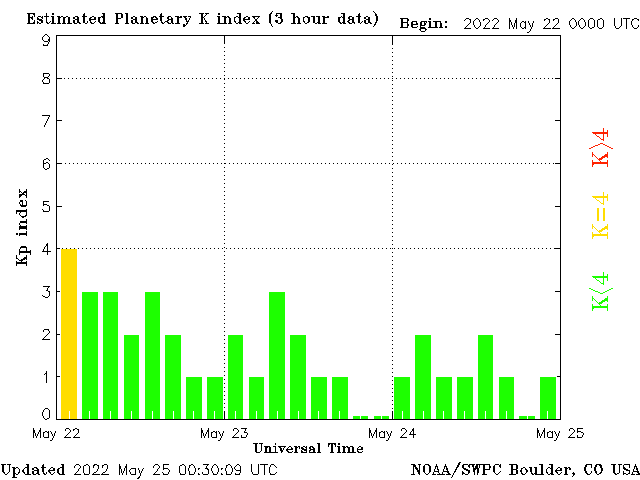 Estimated Planetary K index (3 hour data)
Begin: 2022 May 22 0000 UTC
9
8
7
6
5
4
3
2
1
0
Kp index
K>4
K=4
K<4
May 22
May 23
May 24
May 25
Universal Time
Updated 2022 May 25 00:30:09 UTC
NOAA/SWPC Boulder, CO USA